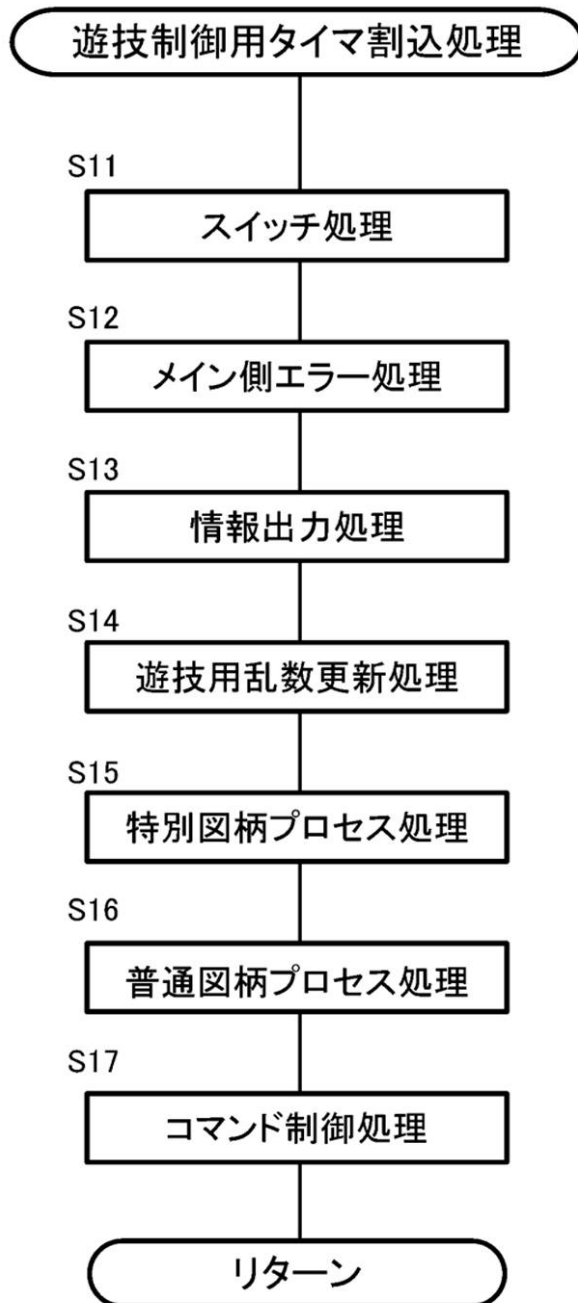 遊技制御用タイマ割込処理
S11
スイッチ処理
S12
メイン側エラー処理
S13
情報出力処理
S14
遊技用乱数更新処理
S15
特別図柄プロセス処理
S16
普通図柄プロセス処理
S17
コマンド制御処理
リターン